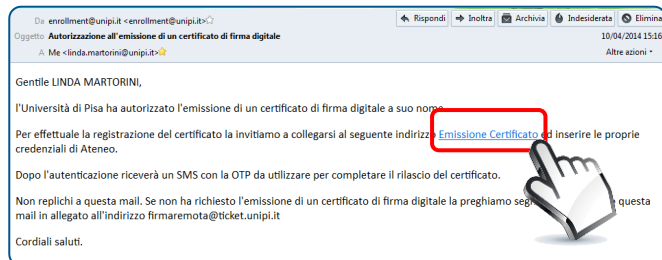 Da enrollment@unipi.it <enrollment@unipi.it>
Rispondi Inoltra Archivia Indesiderata Elimina
Oggetto Autorizzazione all'emissione di un certificato di firma digitale 10/04/2014 15:16
A Me <linda.martorini@unipi.it> Altre azioni
Gentile LINDA MARTORINI,
l'Università di Pisa ha autorizzato l'emissione di un certificato di firma digitale a suo nome
Per effettuale la registrazione del certificato la invitiamo a collegarsi al seguente indirizzo Emissione Certificato ed inserire le proprie
credenziali di Ateneo.
Dopo l'autenticazione riceverà un SMS con la OTP da utilizzare per completare il rilascio del certificato.
Non replichi a questa mail. Se non ha richiesto l'emissione di un certificato di firma digitale la preghiamo questa
mail in allegato all'indirizzo firmaremota@ticket.unipi.it
Cordiali saluti.